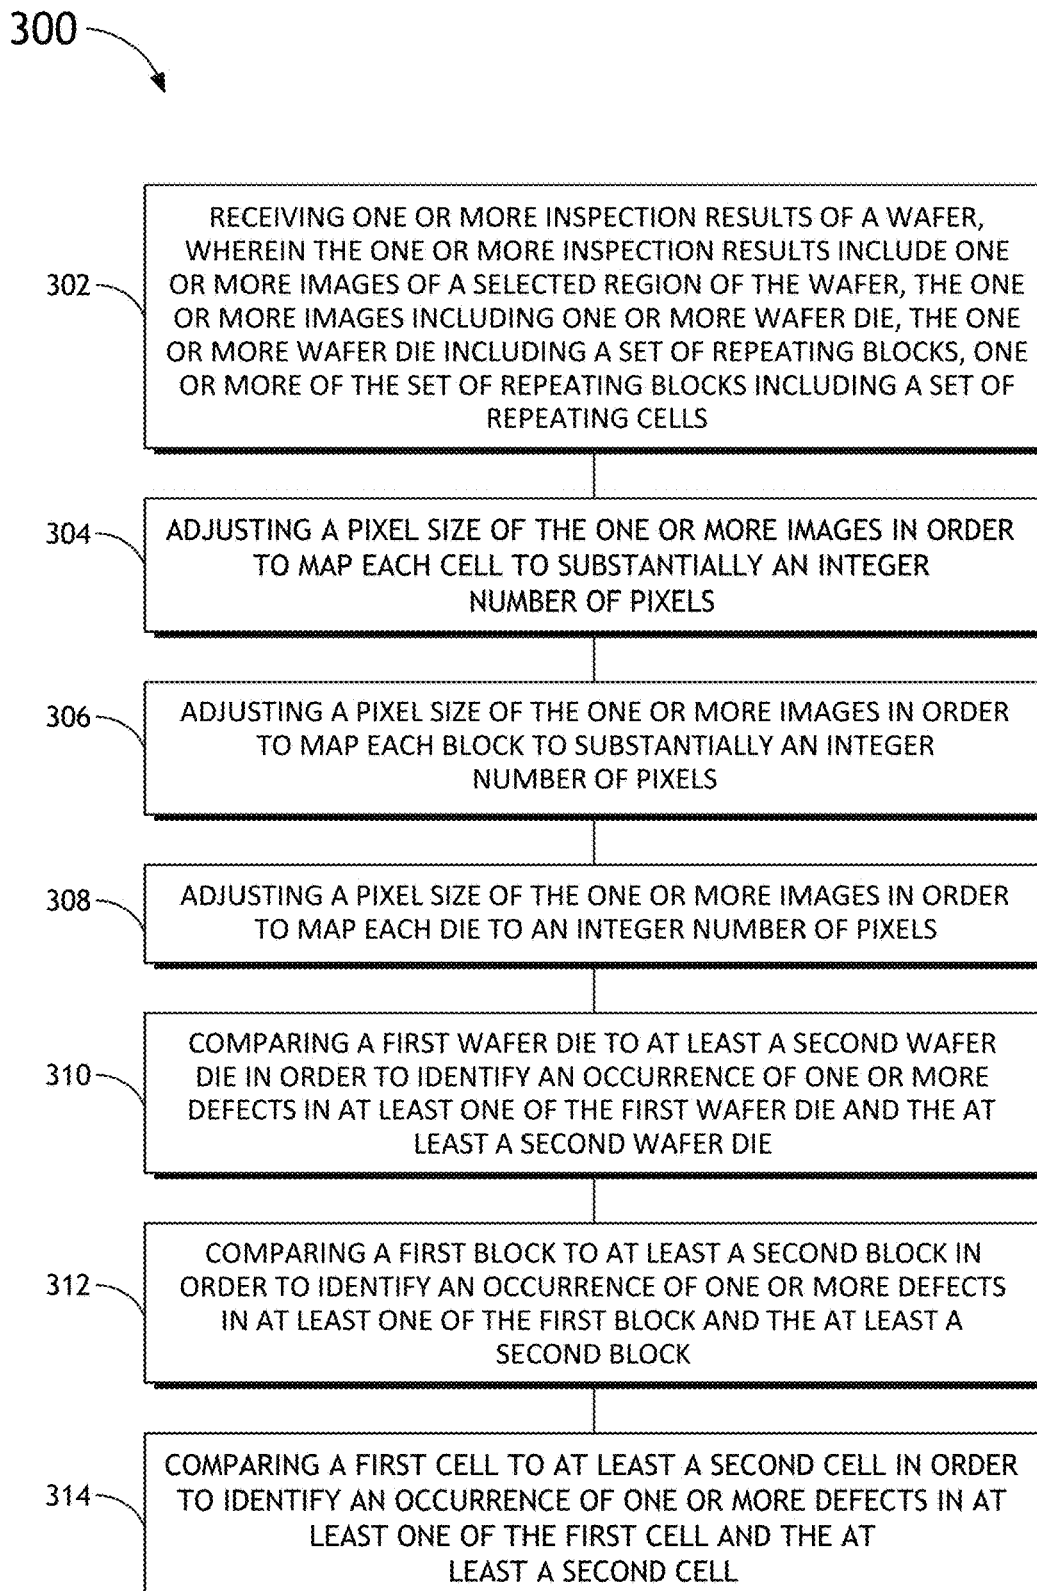 300
302
RECEIVING ONE OR MORE INSPECTION RESULTS OF A WAFER,
WHEREIN THE ONE OR MORE INSPECTION RESULTS INCLUDE ONE
OR MORE IMAGES OF A SELECTED REGION OF THE WAFER, THE ONE
OR MORE IMAGES INCLUDING ONE OR MORE WAFER DIE, THE ONE
OR MORE WAFER DIE INCLUDING A SET OF REPEATING BLOCKS, ONE
OR MORE OF THE SET OF REPEATING BLOCKS INCLUDING A SET OF
REPEATING CELLS
304
ADJUSTING A PIXEL SIZE OF THE ONE OR MORE IMAGES IN ORDER
TO MAP EACH CELL TO SUBSTANTIALLY AN INTEGER
NUMBER OF PIXELS
306
ADJUSTING A PIXEL SIZE OF THE ONE OR MORE IMAGES IN ORDER
TO MAP EACH BLOCK TO SUBSTANTIALLY AN INTEGER
NUMBER OF PIXELS
308
ADJUSTING A PIXEL SIZE OF THE ONE OR MORE IMAGES IN ORDER
TO MAP EACH DIE TO AN INTEGER NUMBER OF PIXELS
310
COMPARING A FIRST WAFER DIE TO AT LEAST A SECOND WAFER
DIE IN ORDER TO IDENTIFY AN OCCURRENCE OF ONE OR MORE
DEFECTS IN AT LEAST ONE OF THE FIRST WAFER DIE AND THE AT
LEAST A SECOND WAFER DIE
312
COMPARING A FIRST BLOCK TO AT LEAST A SECOND BLOCK IN
ORDER TO IDENTIFY AN OCCURRENCE OF ONE OR MORE DEFECTS
IN AT LEAST ONE OF THE FIRST BLOCK AND THE AT LEAST A
SECOND BLOCK
314
COMPARING A FIRST CELL TO AT LEAST A SECOND CELL IN ORDER
TO IDENTIFY AN OCCURRENCE OF ONE OR MORE DEFECTS IN AT
LEAST ONE OF THE FIRST CELL AND THE AT
LEAST A SECOND CELL